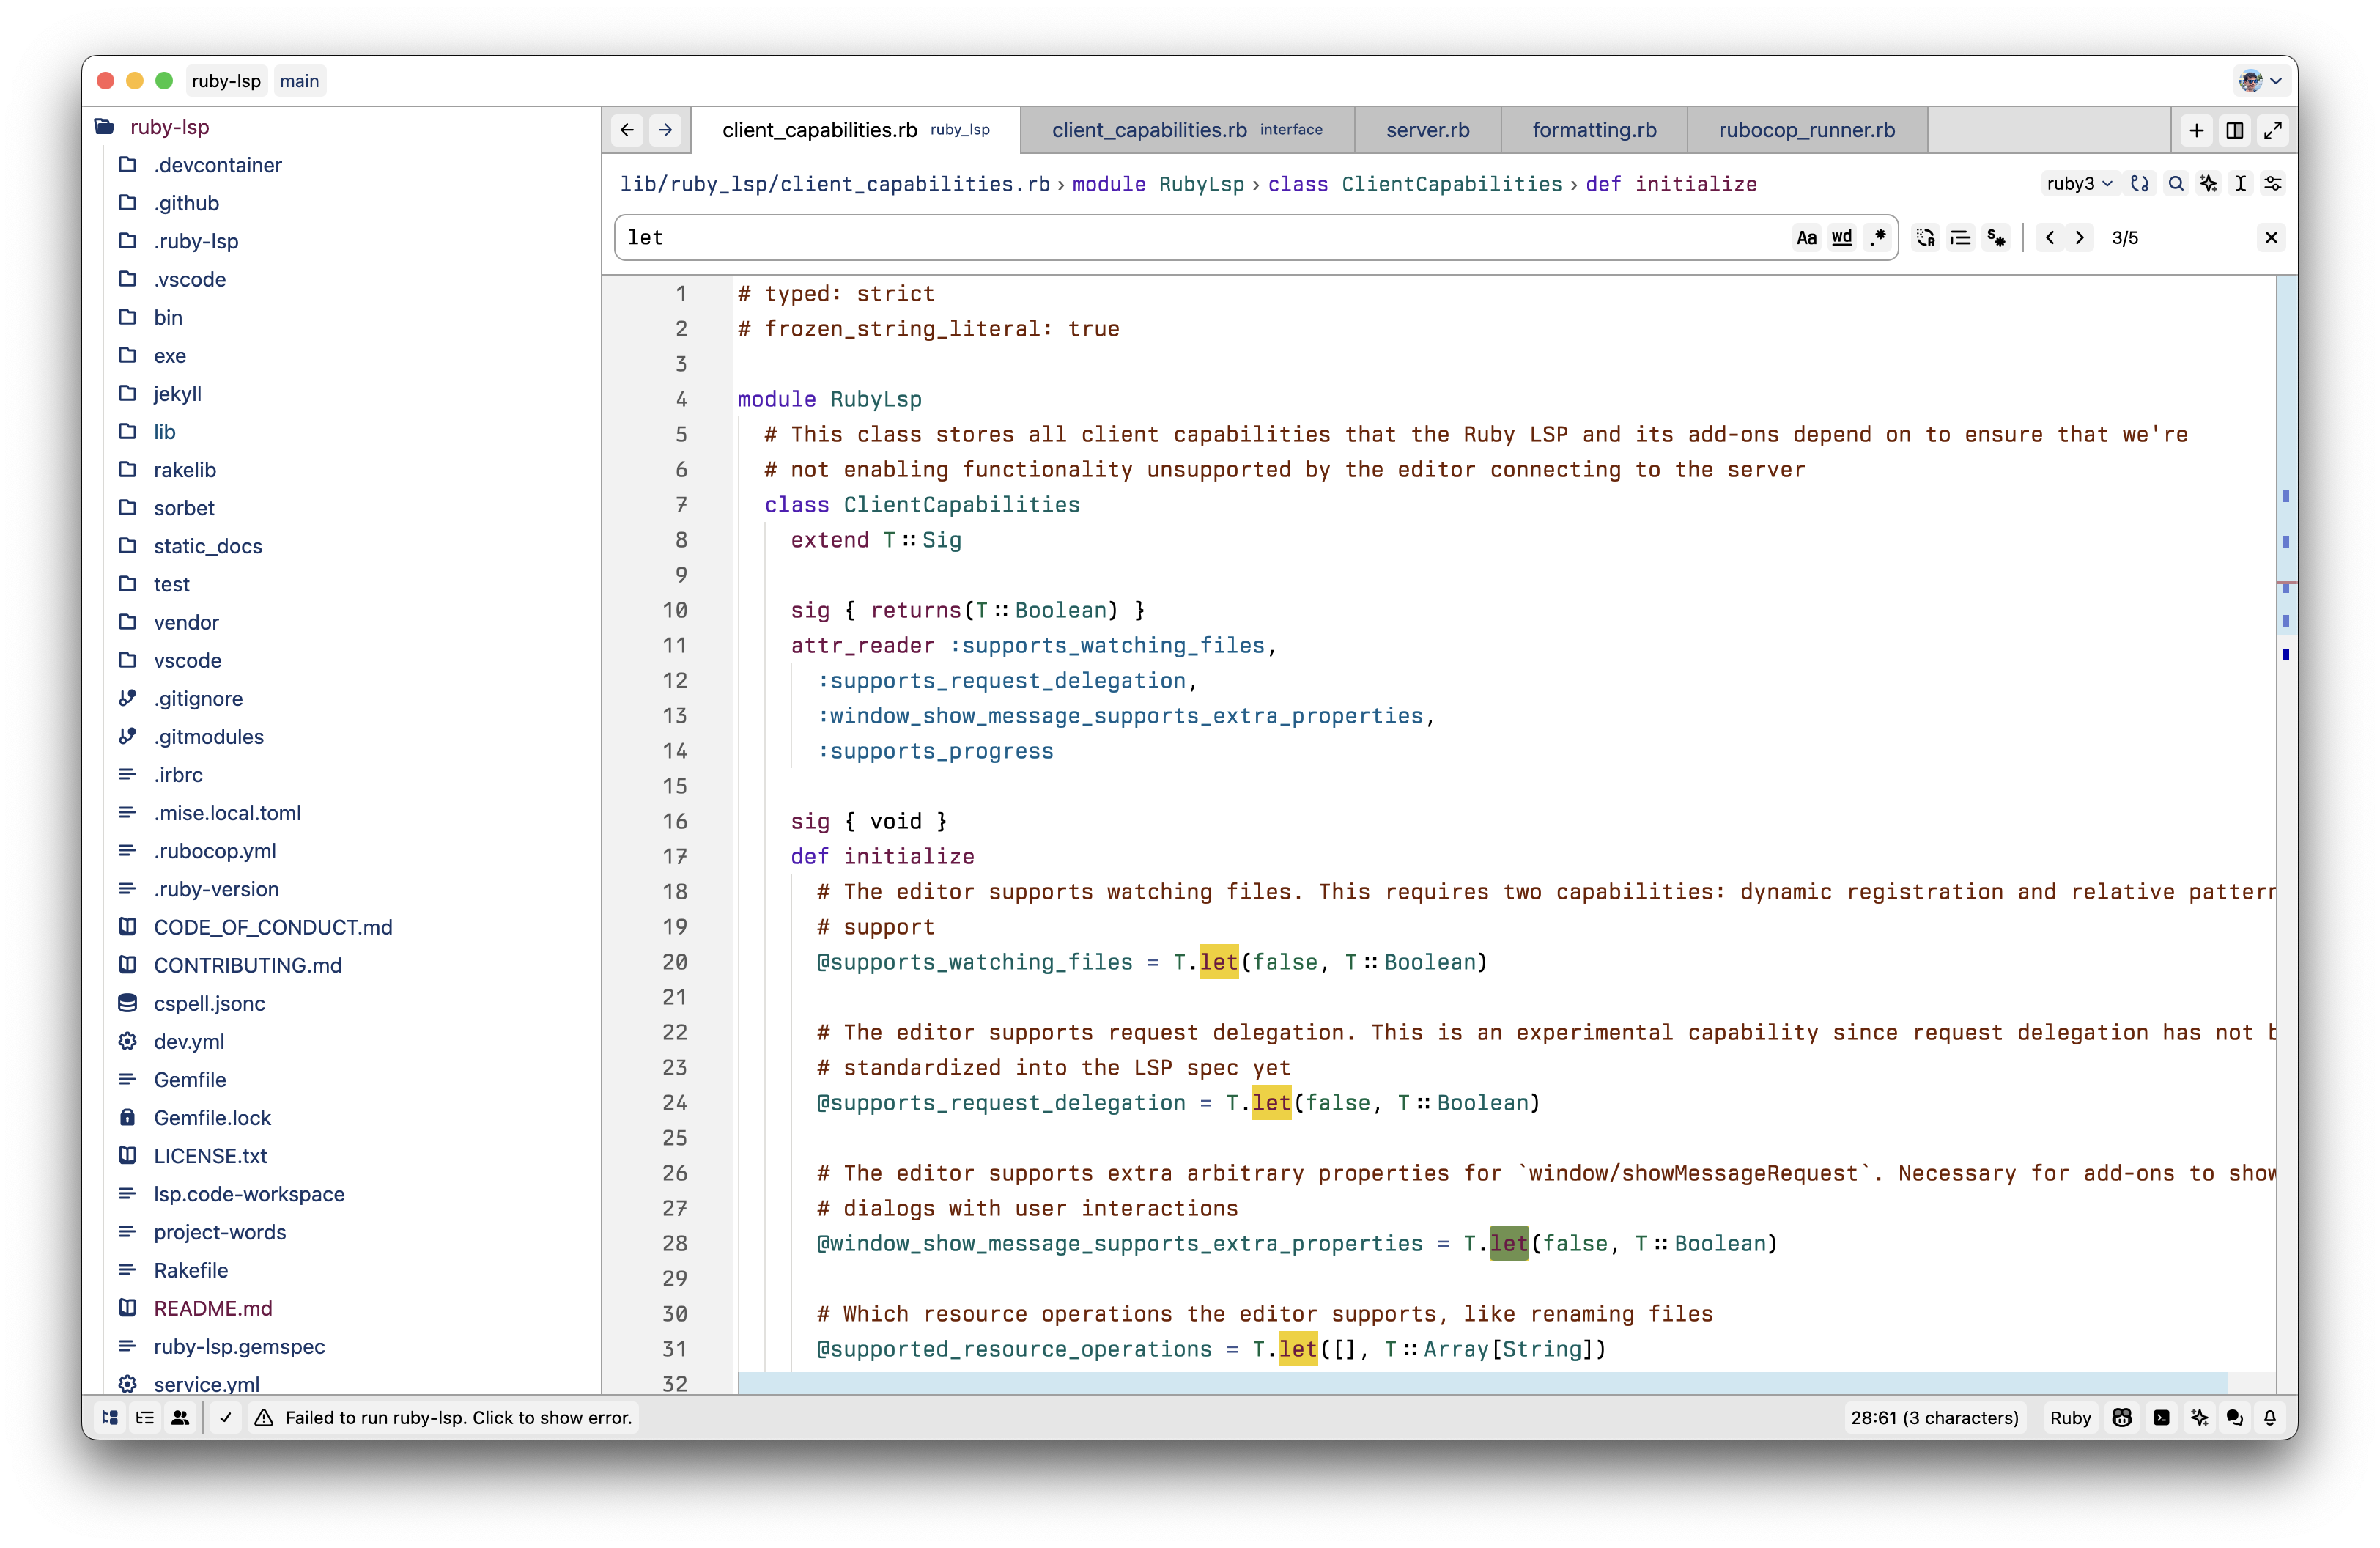 ruby-lsp main
ruby-lsp
.devcontainer
.github
.ruby-lsp
.vscode
bin
exe
jekyll
lib
rakelib
sorbet
static_docs
test
vendor
vscode
.gitignore
.gitmodules
.irbrc
.mise.local.toml
.rubocop.yml
.ruby-version
CODE_OF_CONDUCT.md
CONTRIBUTING.md
cspell.jsonc
dev.yml
Gemfile
Gemfile.lock
LICENSE.txt
lsp.code-workspace
project-words
Rakefile
README.md
ruby-lsp.gemspec
service.yml
client_capabilities.rb ruby_lsp client_capabilities.rb interface server.rb formatting.rb rubocop_runner.rb
lib/ruby_lsp/client_capabilities.rb › module RubyLsp › class ClientCapabilities › def initialize ruby3
let Aa wd .* 3/5
1 # typed: strict
2 # frozen_string_literal: true
3
4 module RubyLsp
5 # This class stores all client capabilities that the Ruby LSP and its add-ons depend on to ensure that we're
6 # not enabling functionality unsupported by the editor connecting to the server
7 class ClientCapabilities
8 extend T::Sig
9
10 sig { returns(T::Boolean) }
11 attr_reader :supports_watching_files,
12 :supports_request_delegation,
13 :window_show_message_supports_extra_properties,
14 :supports_progress
15
16 sig { void }
17 def initialize
18 # The editor supports watching files. This requires two capabilities: dynamic registration and relative pattern
19 # support
20 @supports_watching_files = T.let(false, T::Boolean)
21
22 # The editor supports request delegation. This is an experimental capability since request delegation has not b
23 # standardized into the LSP spec yet
24 @supports_request_delegation = T.let(false, T::Boolean)
25
26 # The editor supports extra arbitrary properties for `window/showMessageRequest`. Necessary for add-ons to show
27 # dialogs with user interactions
28 @window_show_message_supports_extra_properties = T.let(false, T::Boolean)
29
30 # Which resource operations the editor supports, like renaming files
31 @supported_resource_operations = T.let([], T::Array[String])
32
Failed to run ruby-lsp. Click to show error. 28:61 (3 characters) Ruby